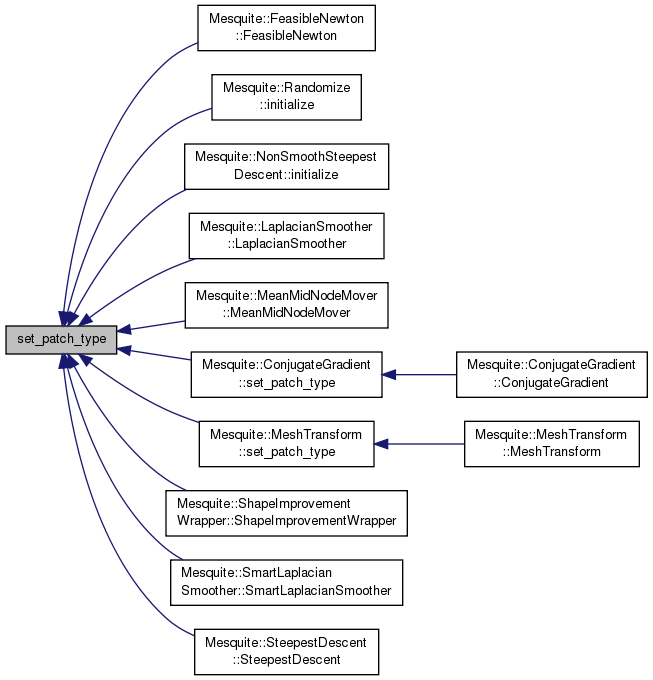 Mesquite::FeasibleNewton
::FeasibleNewton
Mesquite::Randomize
::initialize
Mesquite::NonSmoothSteepest
Descent::initialize
Mesquite::LaplacianSmoother
::LaplacianSmoother
Mesquite::MeanMidNodeMover
::MeanMidNodeMover
set_patch_type
Mesquite::ConjugateGradient
::set_patch_type
Mesquite::ConjugateGradient
::ConjugateGradient
Mesquite::MeshTransform
::set_patch_type
Mesquite::MeshTransform
::MeshTransform
Mesquite::ShapeImprovement
Wrapper::ShapeImprovementWrapper
Mesquite::SmartLaplacian
Smoother::SmartLaplacianSmoother
Mesquite::SteepestDescent
::SteepestDescent